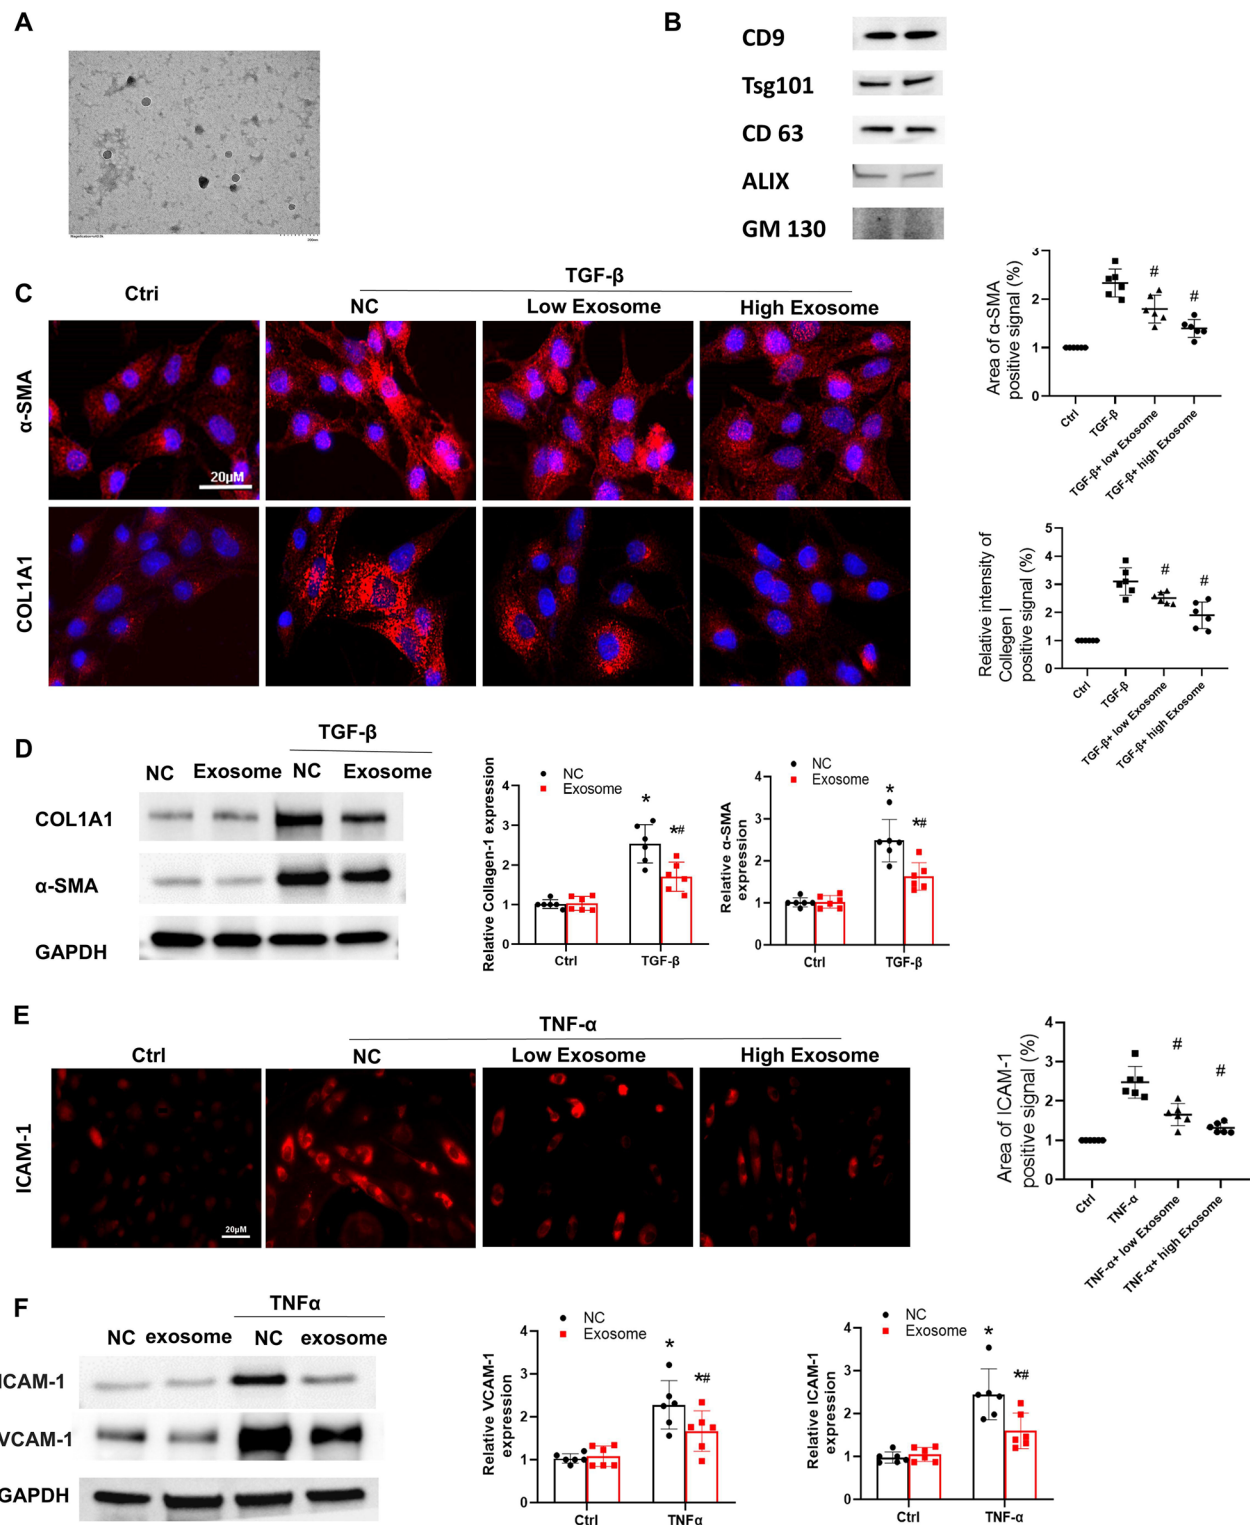 A
B
CD9
Tsg101
CD 63
ALIX
GM 130
C
Ctri
TGF-β
NC
Low Exosome
High Exosome
α-SMA
20μM
COL1A1
Area of α-SMA
positive signal (%)
3
2
1
0
Ctrl
TGF-β
TGF-β+ low Exosome
TGF-β+ high Exosome
Relative intensity of
Collegen I
positive signal (%)
5
4
3
2
1
0
Ctrl
TGF-β
TGF-β+ low Exosome
TGF-β+ high Exosome
D
TGF-β
NC
Exosome
NC
Exosome
COL1A1
α-SMA
GAPDH
Relative Collagen-1 expression
4
3
2
1
0
NC
Exosome
*
*#
Ctrl
TGF-β
Relative α-SMA
expression
4
3
2
1
0
NC
Exosome
*
*#
Ctrl
TGF-β
E
Ctrl
TNF-α
NC
Low Exosome
High Exosome
ICAM-1
20μM
Area of ICAM-1
positive signal (%)
4
3
2
1
0
#
#
Ctrl
TNF-α
TNF-α+ low Exosome
TNF-α+ high Exosome
F
TNFα
NC
exosome
NC
exosome
ICAM-1
VCAM-1
GAPDH
Relative VCAM-1
expression
4
3
2
1
0
NC
Exosome
*
*#
Ctrl
TNFα
Relative ICAM-1
expression
4
3
2
1
0
NC
Exosome
*
*#
Ctrl
TNF-α